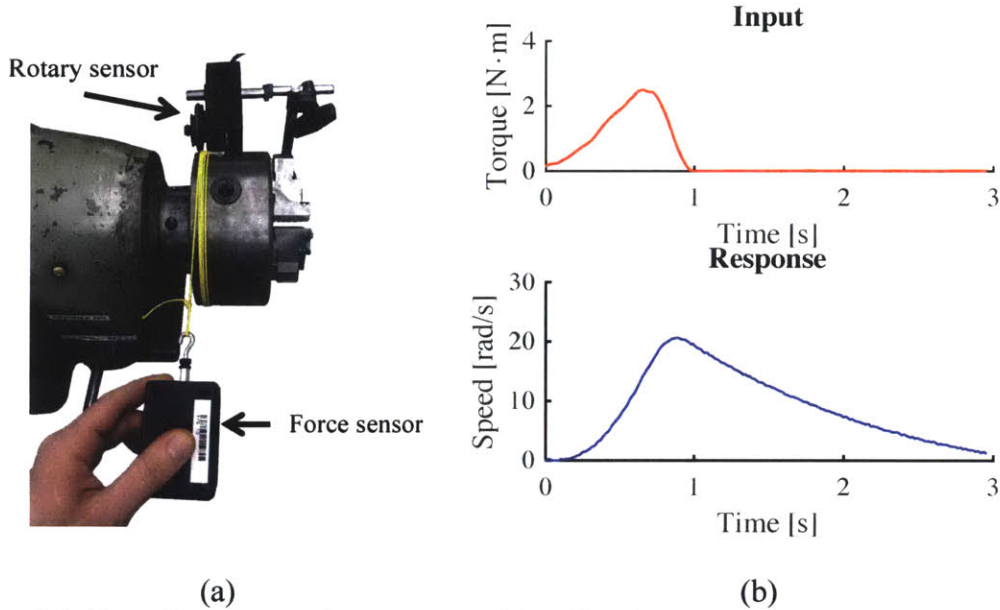 Rotary sensor
Force sensor
(a)
Input
Torque [N·m]
4
2
0
0
1
2
3
Time [s]
Response
Speed [rad/s]
30
20
10
0
0
1
2
3
Time [s]
(b)